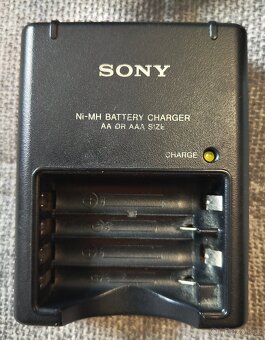 SONY
Ni-MH BATTERY CHARGER
AA OR AAA SIZE
CHARGE